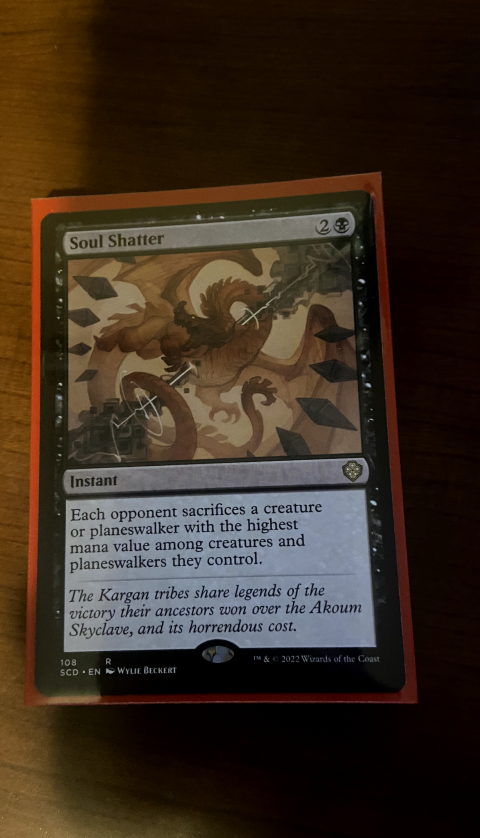 Soul Shatter 2
Instant
Each opponent sacrifices a creature
or planeswalker with the highest
mana value among creatures and
planeswalkers they control.
The Kargan tribes share legends of the
victory their ancestors won over the Akoum
Skyclave, and its horrendous cost.
108 R
SCD • EN Wylie Beckert
™ & © 2022 Wizards of the Coast